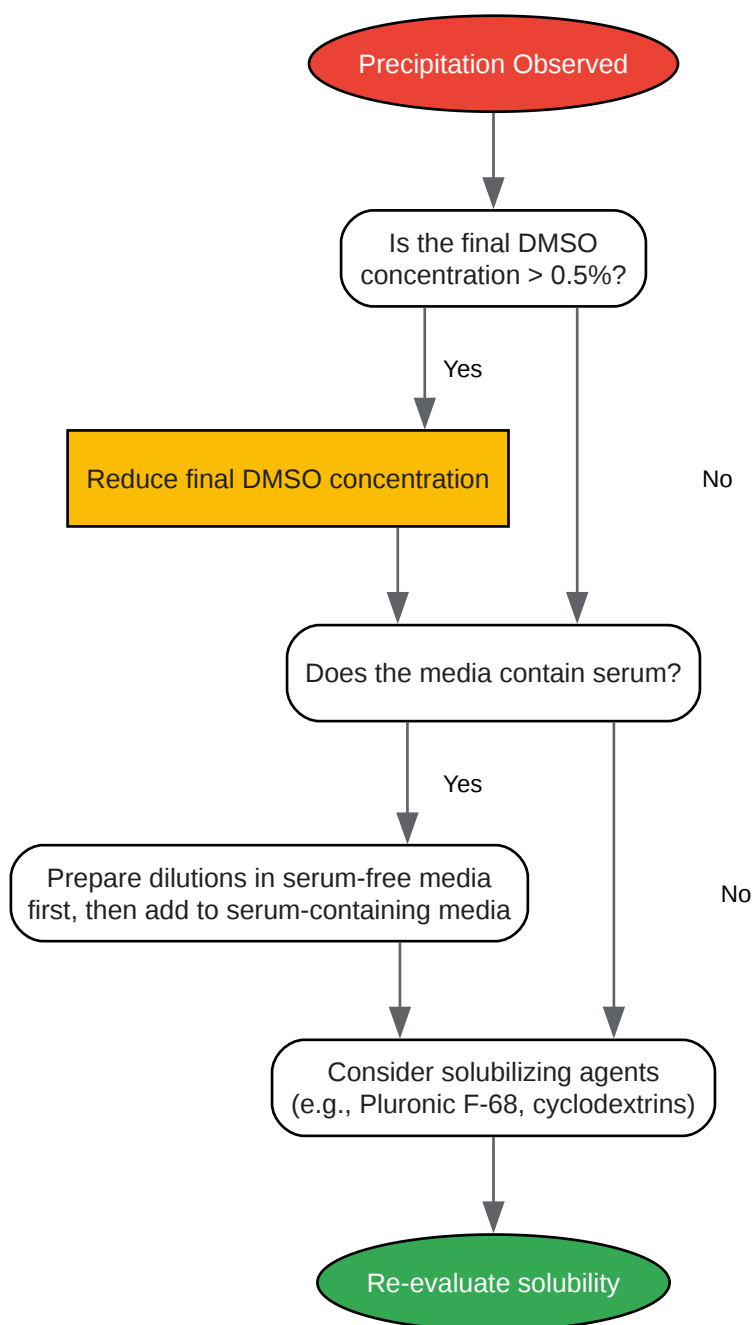 Precipitation Observed
Is the final DMSO
concentration > 0.5%?
Yes
Reduce final DMSO concentration
No
Does the media contain serum?
Yes
Prepare dilutions in serum-free media
first, then add to serum-containing media
No
Consider solubilizing agents
(e.g., Pluronic F-68, cyclodextrins)
Re-evaluate solubility